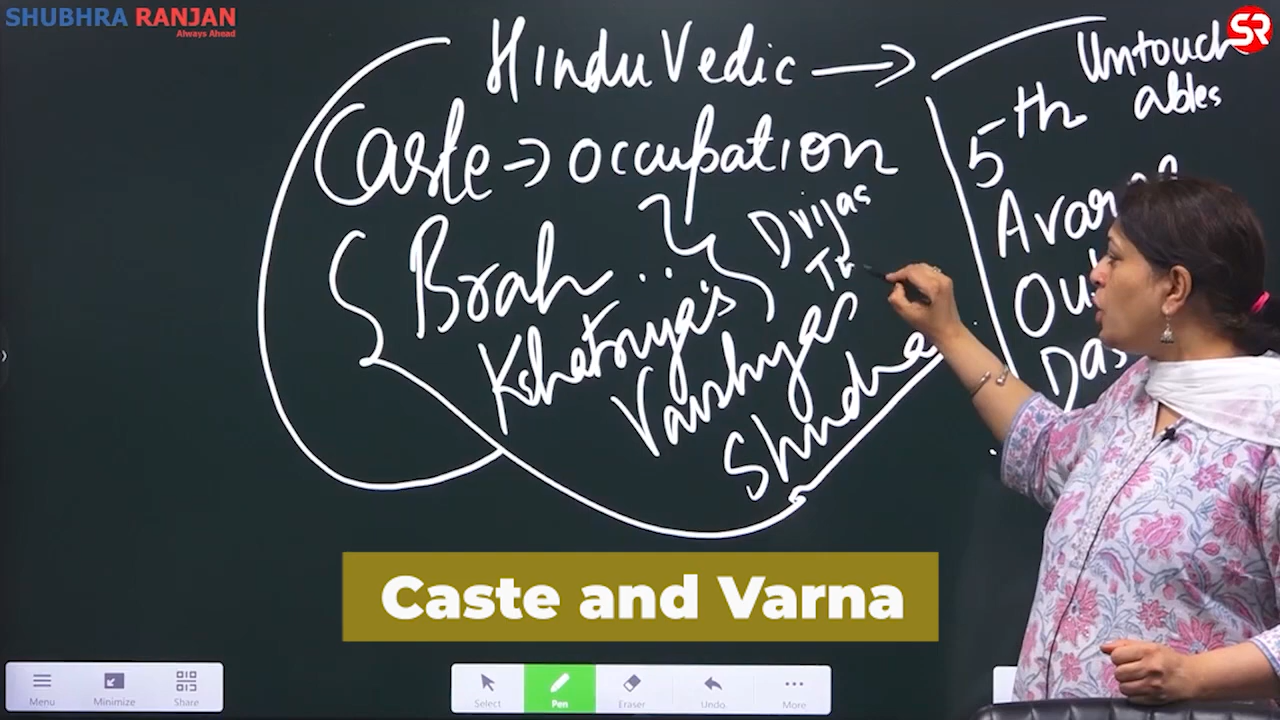 SHUBHRA RANJAN
Always Ahead
SR
Hindu Vedic →
Caste → occupation
Brah..
Kshatriya's
Vaishyas
Shudra
Dvijas
Untouch
ables
5th
Caste and Varna
Menu
Minimize
Share
Select
Pen
Eraser
Undo
More